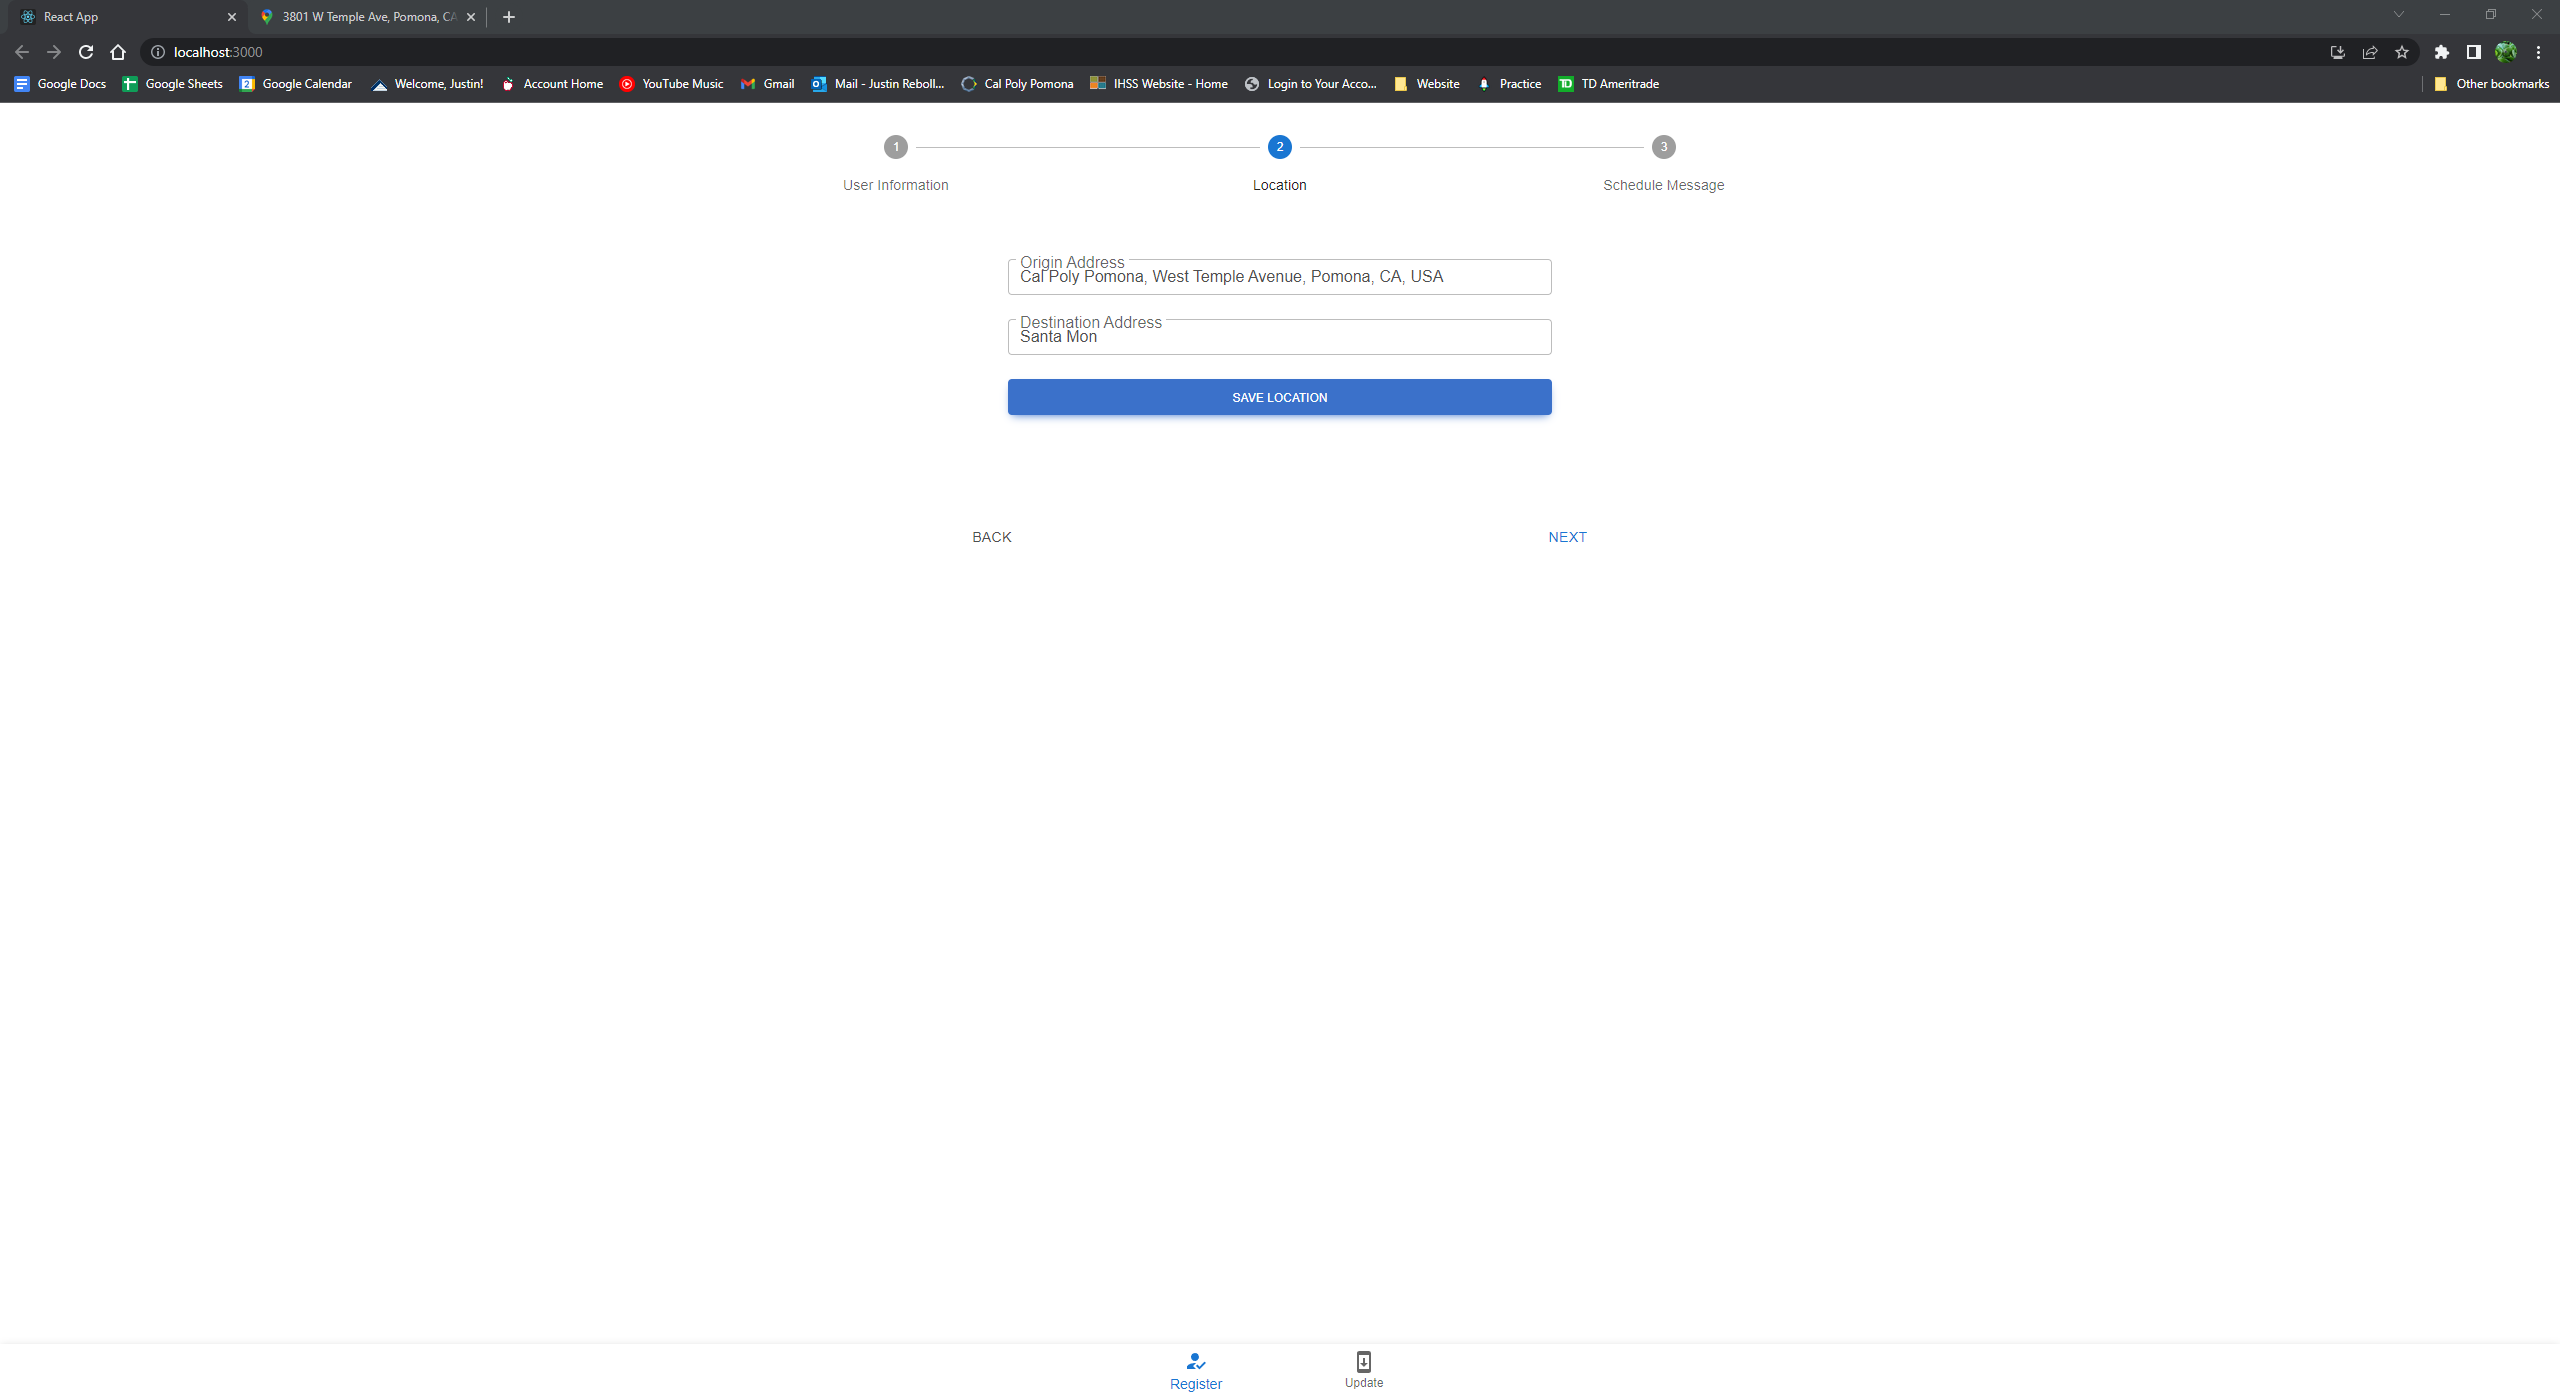 React App
3801 W Temple Ave, Pomona, CA
localhost:3000
Google Docs
Google Sheets
Google Calendar
Welcome, Justin!
Account Home
YouTube Music
Gmail
Mail - Justin Reboll...
Cal Poly Pomona
IHSS Website - Home
Login to Your Acco...
Website
Practice
TD Ameritrade
Other bookmarks
1
2
3
User Information
Location
Schedule Message
Origin Address
Cal Poly Pomona, West Temple Avenue, Pomona, CA, USA
Destination Address
Santa Mon
SAVE LOCATION
BACK
NEXT
Register
Update